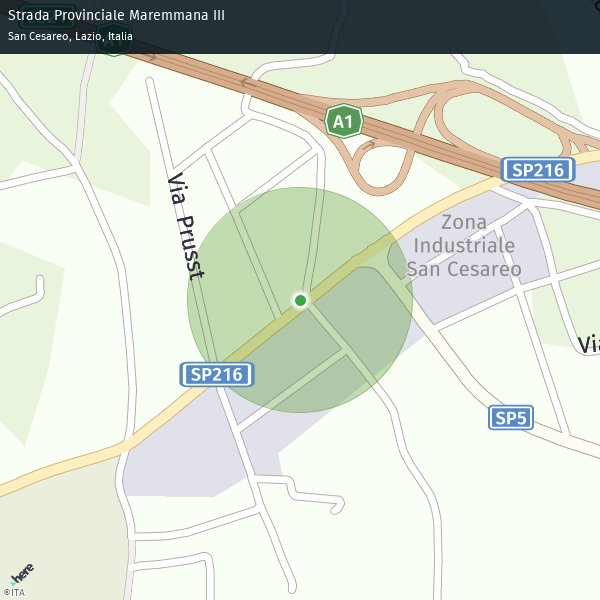 Strada Provinciale Maremmana III
San Cesareo, Lazio, Italia
A1
A1
SP216
Via Prusst
Zona
Industriale
San Cesareo
SP216
SP5
here
©ITA